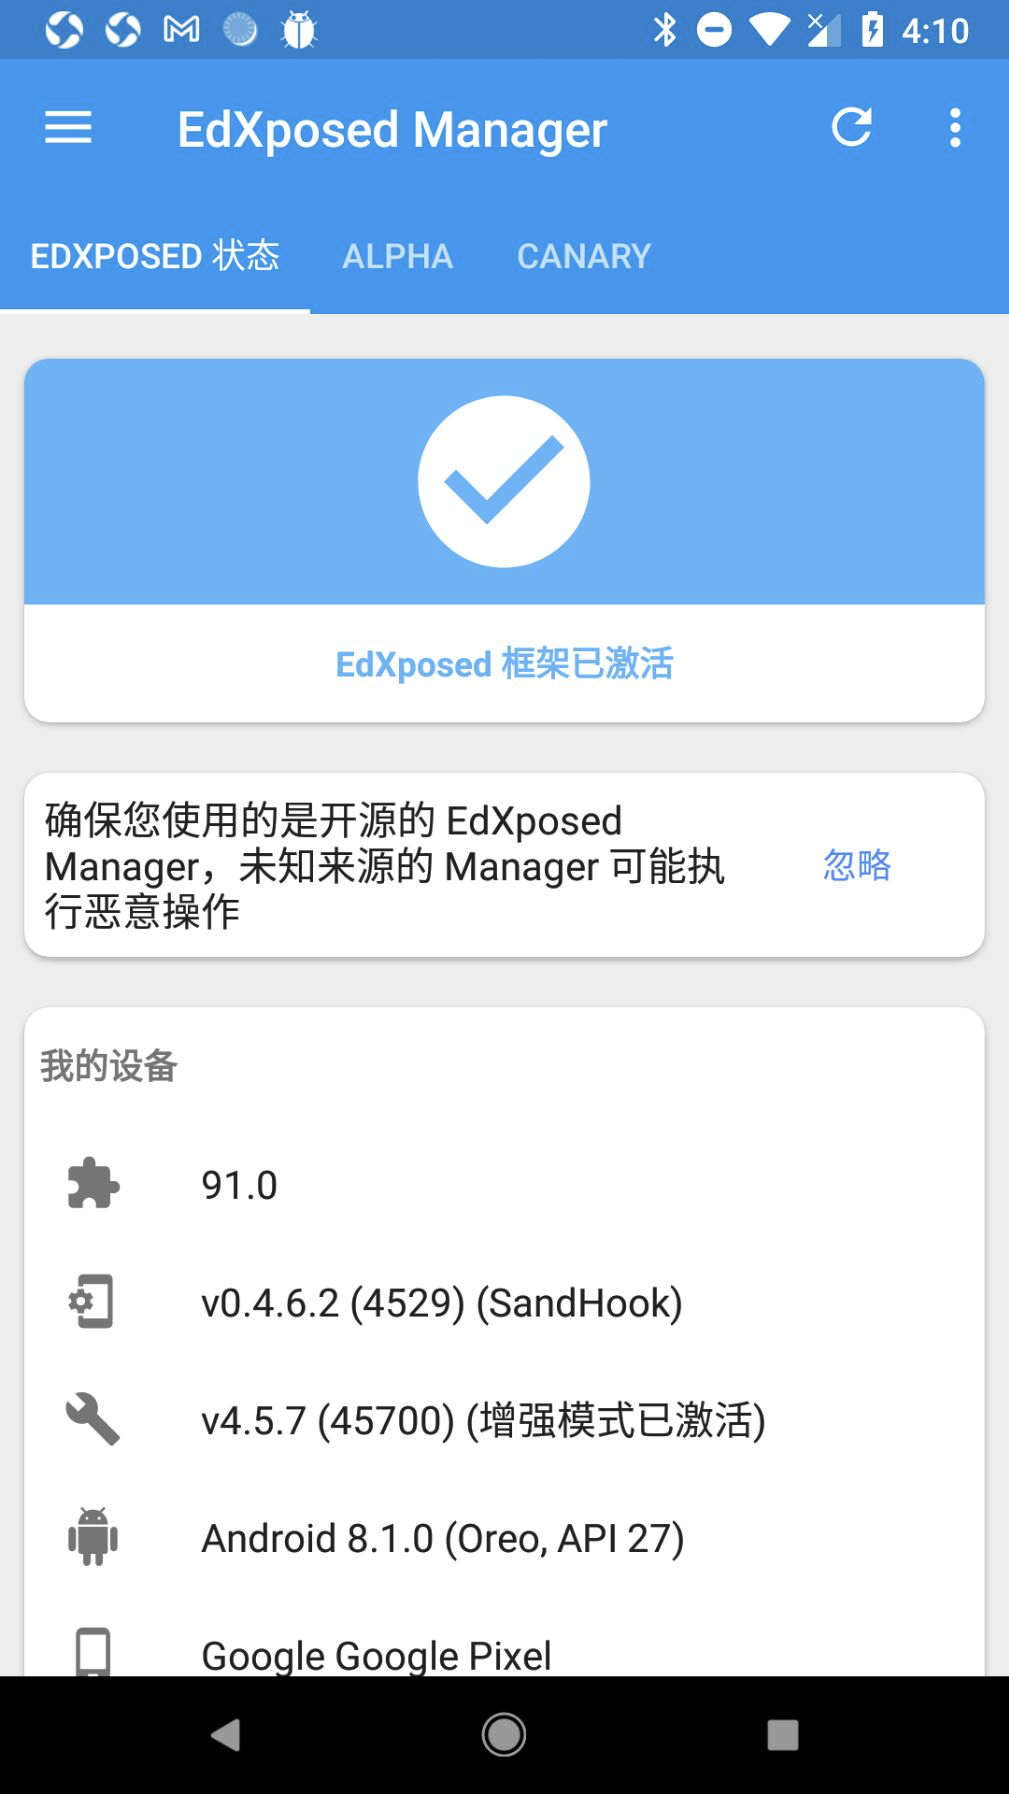 4:10
EdXposed Manager
EDXPOSED 状态
ALPHA
CANARY
EdXposed 框架已激活
确保您使用的是开源的 EdXposed
Manager，未知来源的 Manager 可能执
行恶意操作
忽略
我的设备
91.0
v0.4.6.2 (4529) (SandHook)
v4.5.7 (45700) (增强模式已激活)
Android 8.1.0 (Oreo, API 27)
Google Google Pixel